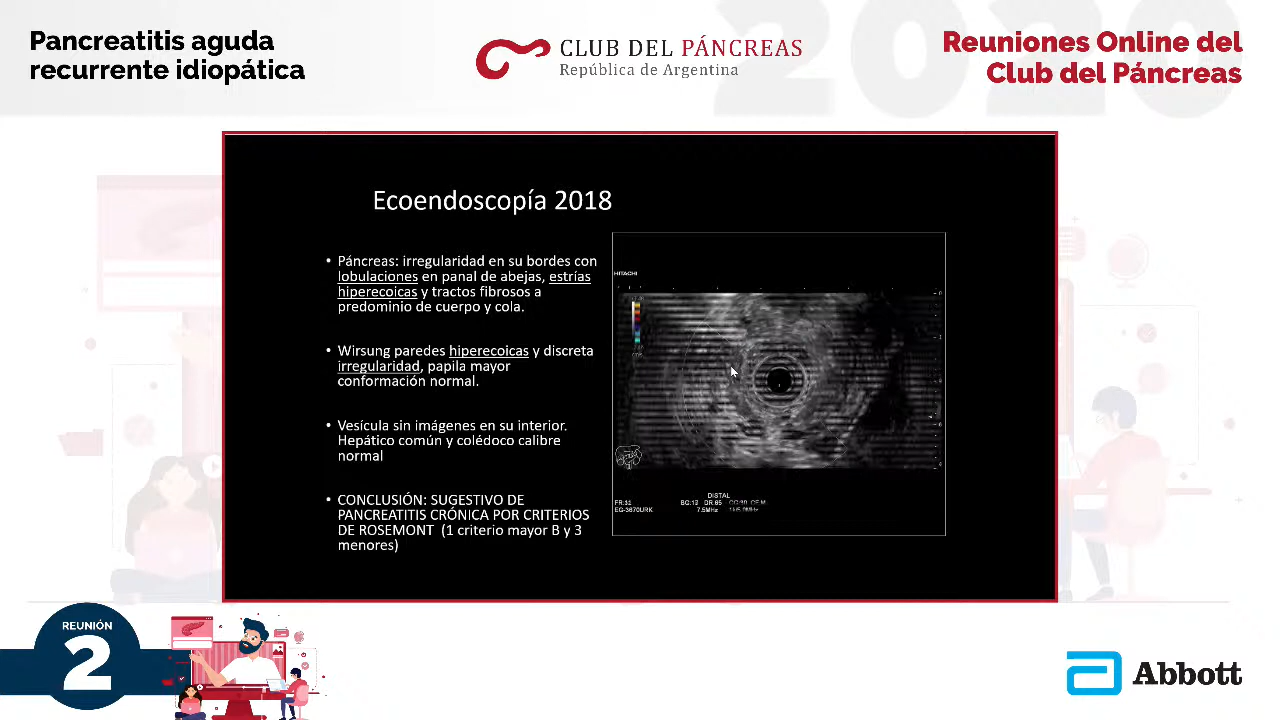 Pancreatitis aguda
recurrente idiopática
CLUB DEL PÁNCREAS
República de Argentina
Reuniones Online del
Club del Páncreas
Ecoendoscopía 2018
• Páncreas: irregularidad en su bordes con
lobulaciones en panal de abejas, estrías
hiperecoicas y tractos fibrosos a
predominio de cuerpo y cola.
• Wirsung paredes hiperecoicas y discreta
irregularidad, papila mayor
conformación normal.
• Vesícula sin imágenes en su interior.
Hepático común y colédoco calibre
normal
• CONCLUSIÓN: SUGESTIVO DE
PANCREATITIS CRÓNICA POR CRITERIOS
DE ROSEMONT (1 criterio mayor B y 3
menores)
HITACHI
DISTAL
EG-3670URK
7.5MHz
REUNIÓN
2
Abbott